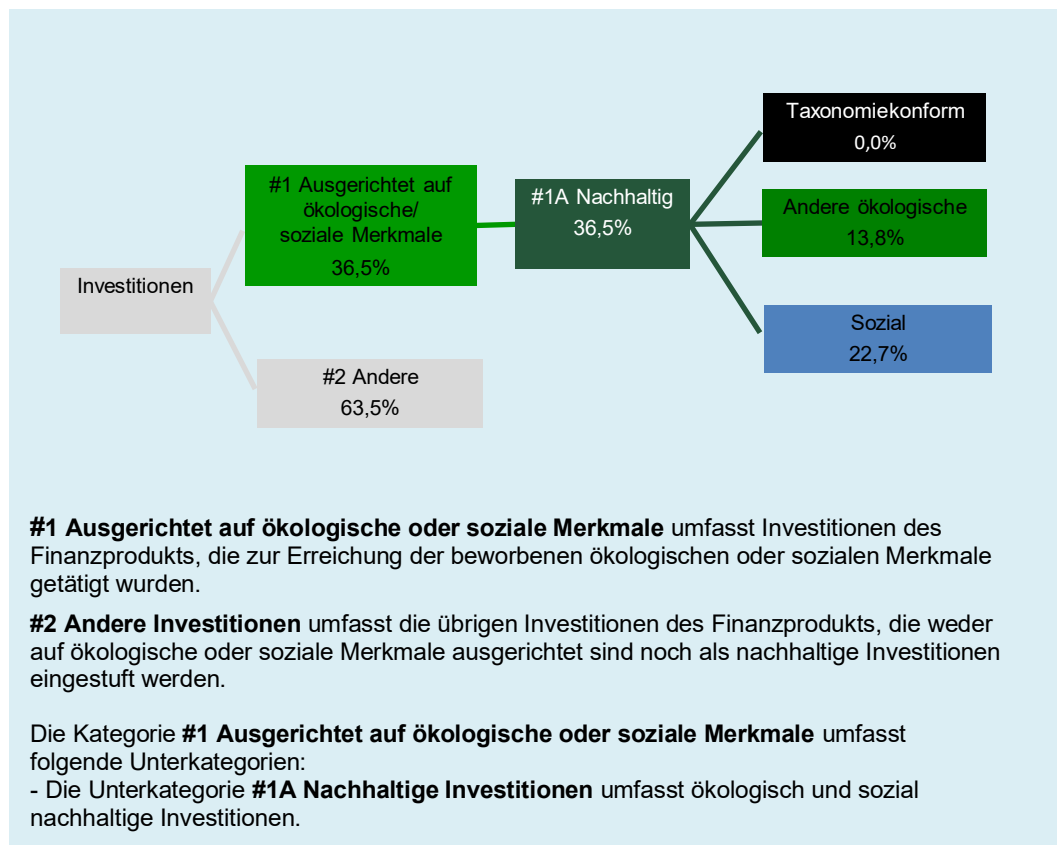 Investitionen
#1 Ausgerichtet auf
ökologische/
soziale Merkmale
36,5%
#2 Andere
63,5%
#1A Nachhaltig
36,5%
Taxonomiekonform
0,0%
Andere ökologische
13,8%
Sozial
22,7%
#1 Ausgerichtet auf ökologische oder soziale Merkmale umfasst Investitionen des
Finanzprodukts, die zur Erreichung der beworbenen ökologischen oder sozialen Merkmale
getätigt wurden.
#2 Andere Investitionen umfasst die übrigen Investitionen des Finanzprodukts, die weder
auf ökologische oder soziale Merkmale ausgerichtet sind noch als nachhaltige Investitionen
eingestuft werden.
Die Kategorie #1 Ausgerichtet auf ökologische oder soziale Merkmale umfasst
folgende Unterkategorien:
- Die Unterkategorie #1A Nachhaltige Investitionen umfasst ökologisch und sozial
nachhaltige Investitionen.